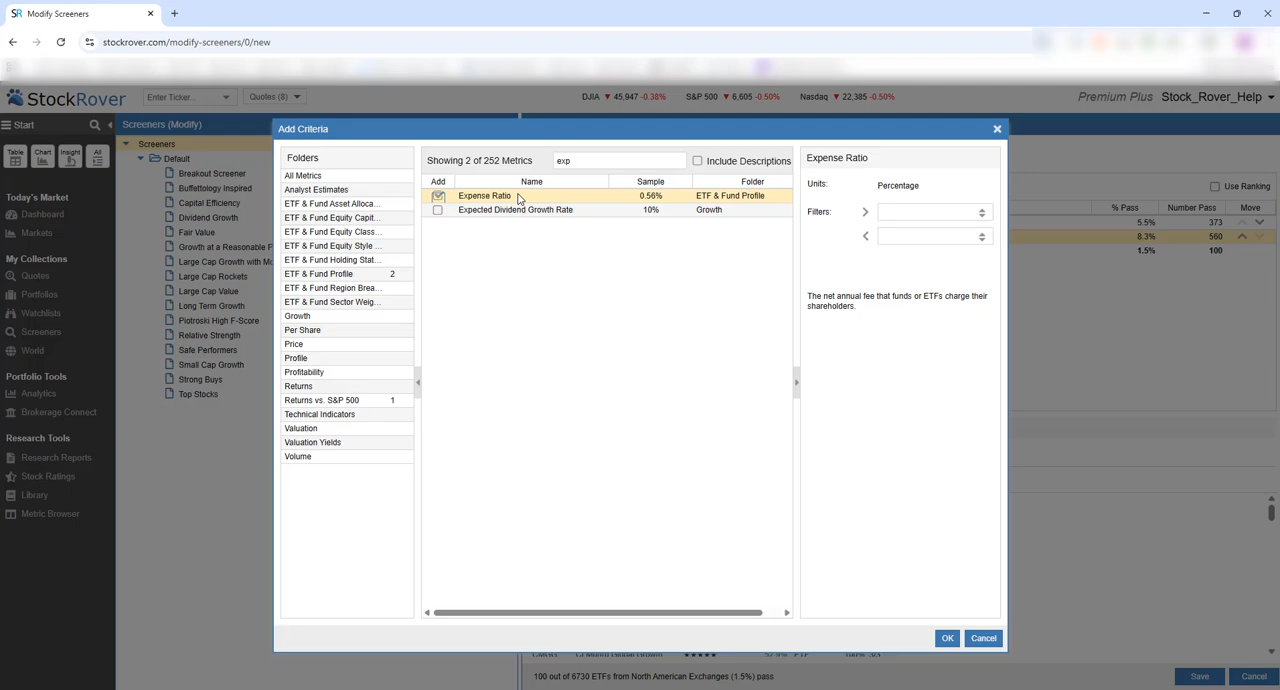 SR Modify Screeners
stockrover.com/modify-screeners/0/new
StockRover Enter Ticker... Quotes (8) DJIA ▼ 45,947 -0.38% S&P 500 ▼ 6,605 -0.50% Nasdaq ▼ 22,385 -0.50% Premium Plus Stock_Rover_Help
Start
Table Chart Insight All
Today's Market
Dashboard
Markets
My Collections
Quotes
Portfolios
Watchlists
Screeners
World
Portfolio Tools
Analytics
Brokerage Connect
Research Tools
Research Reports
Stock Ratings
Library
Metric Browser
Screeners (Modify)
Screeners
Default
Breakout Screener
Buffettology Inspired
Capital Efficiency
Dividend Growth
Fair Value
Growth at a Reasonable P
Large Cap Growth with Mo
Large Cap Rockets
Large Cap Value
Long Term Growth
Piotroski High F-Score
Relative Strength
Safe Performers
Small Cap Growth
Strong Buys
Top Stocks
Add Criteria
Folders
All Metrics
Analyst Estimates
ETF & Fund Asset Alloca...
ETF & Fund Equity Capit...
ETF & Fund Equity Class...
ETF & Fund Equity Style ...
ETF & Fund Holding Stat...
ETF & Fund Profile 2
ETF & Fund Region Brea...
ETF & Fund Sector Weig...
Growth
Per Share
Price
Profile
Profitability
Returns
Returns vs. S&P 500 1
Technical Indicators
Valuation
Valuation Yields
Volume
Showing 2 of 252 Metrics exp Include Descriptions
Add Name Sample Folder
Expense Ratio 0.56% ETF & Fund Profile
Expected Dividend Growth Rate 10% Growth
Expense Ratio
Units: Percentage
Filters: >
<
The net annual fee that funds or ETFs charge their
shareholders.
OK Cancel
Use Ranking
% Pass Number Pass Move
5.5% 373
8.3% 560
1.5% 100
100 out of 6730 ETFs from North American Exchanges (1.5%) pass
Save Cancel